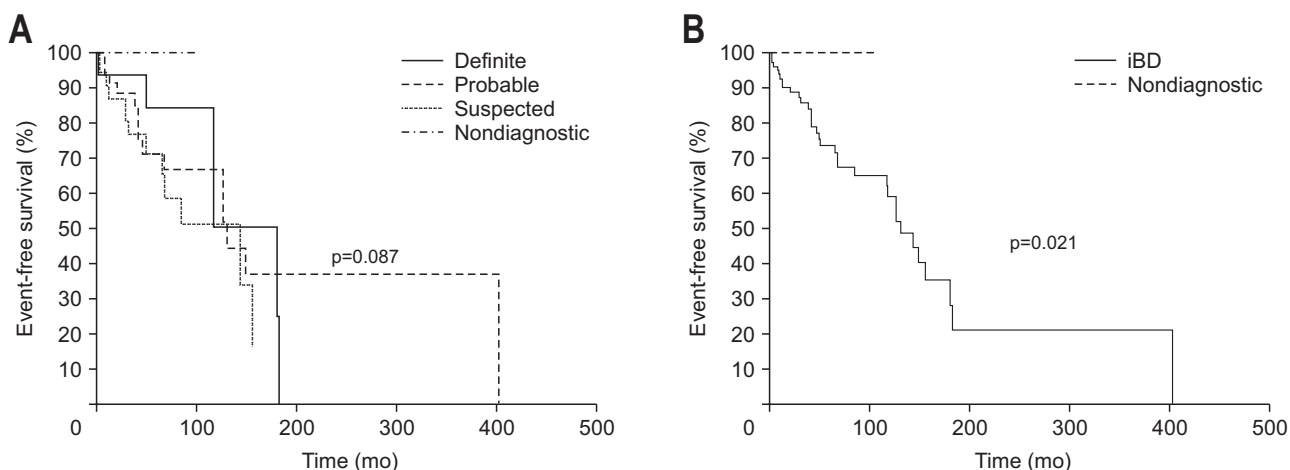 A
Event-free survival (%)
100
90
80
70
60
50
40
30
20
10
0
100
200
300
400
500
Time (mo)
Definite
Probable
Suspected
Nondiagnostic
p=0.087
B
Event-free survival (%)
100
90
80
70
60
50
40
30
20
10
0
100
200
300
400
500
Time (mo)
iBD
Nondiagnostic
p=0.021